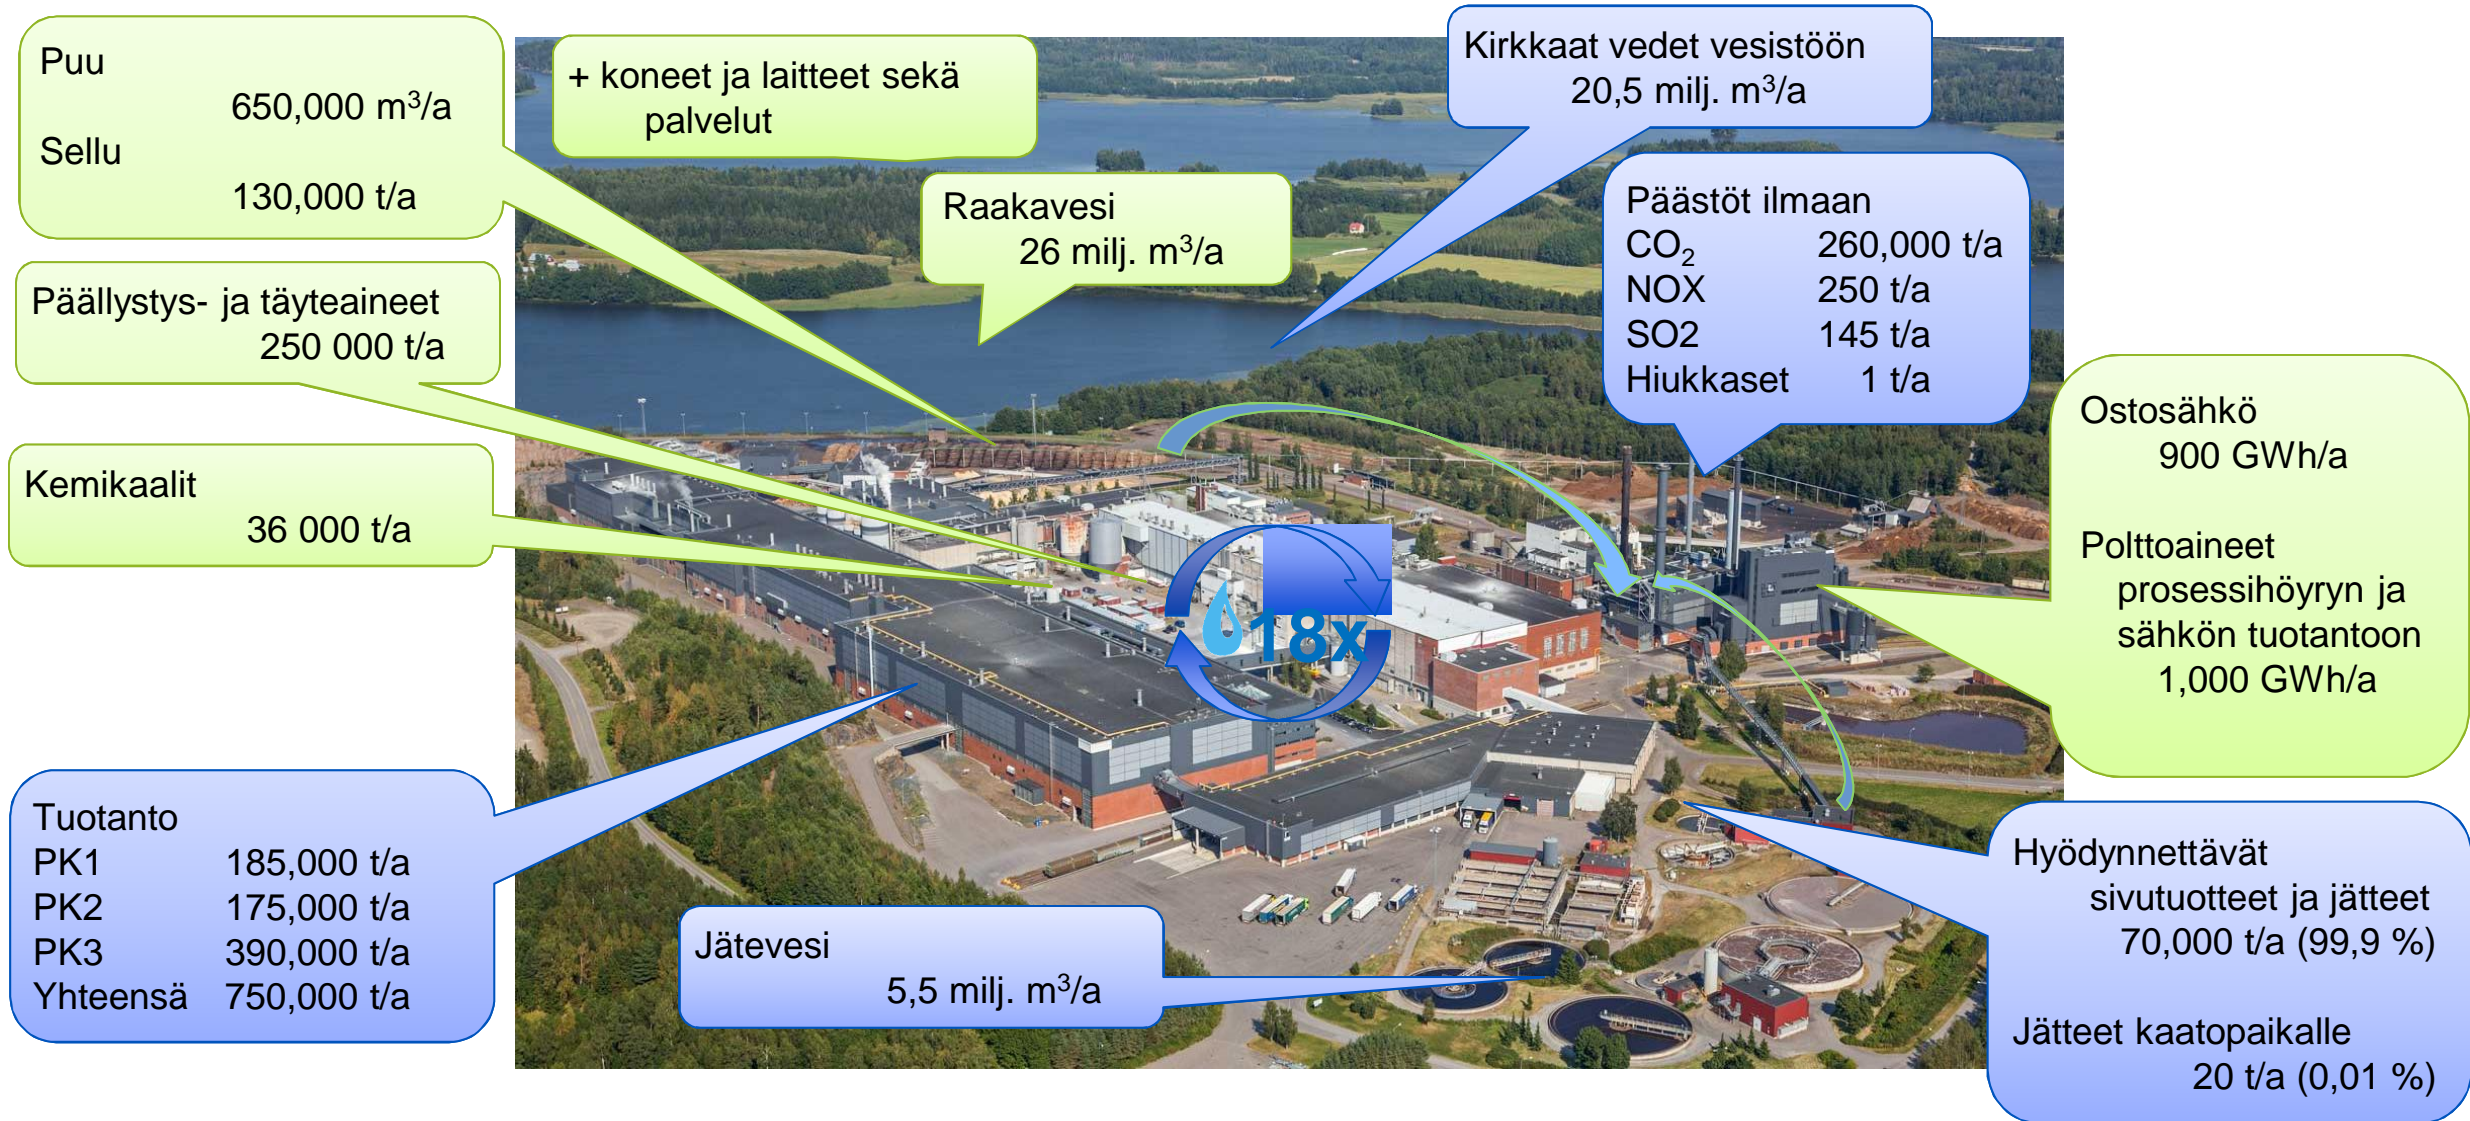 Puu
650,000 m³/a
Sellu
130,000 t/a
+ koneet ja laitteet sekä
palvelut
Kirkkaat vedet vesistöön
20,5 milj. m³/a
Raakavesi
26 milj. m³/a
Päästöt ilmaan
CO₂ 260,000 t/a
NOX 250 t/a
SO2 145 t/a
Hiukkaset 1 t/a
Päällystys- ja täyteaineet
250 000 t/a
Kemikaalit
36 000 t/a
Ostosähkö
900 GWh/a
Polttoaineet
prosessihöyryn ja
sähkön tuotantoon
1,000 GWh/a
18x
Tuotanto
PK1 185,000 t/a
PK2 175,000 t/a
PK3 390,000 t/a
Yhteensä 750,000 t/a
Jätevesi
5,5 milj. m³/a
Hyödynnettävät
sivutuotteet ja jätteet
70,000 t/a (99,9 %)
Jätteet kaatopaikalle
20 t/a (0,01 %)